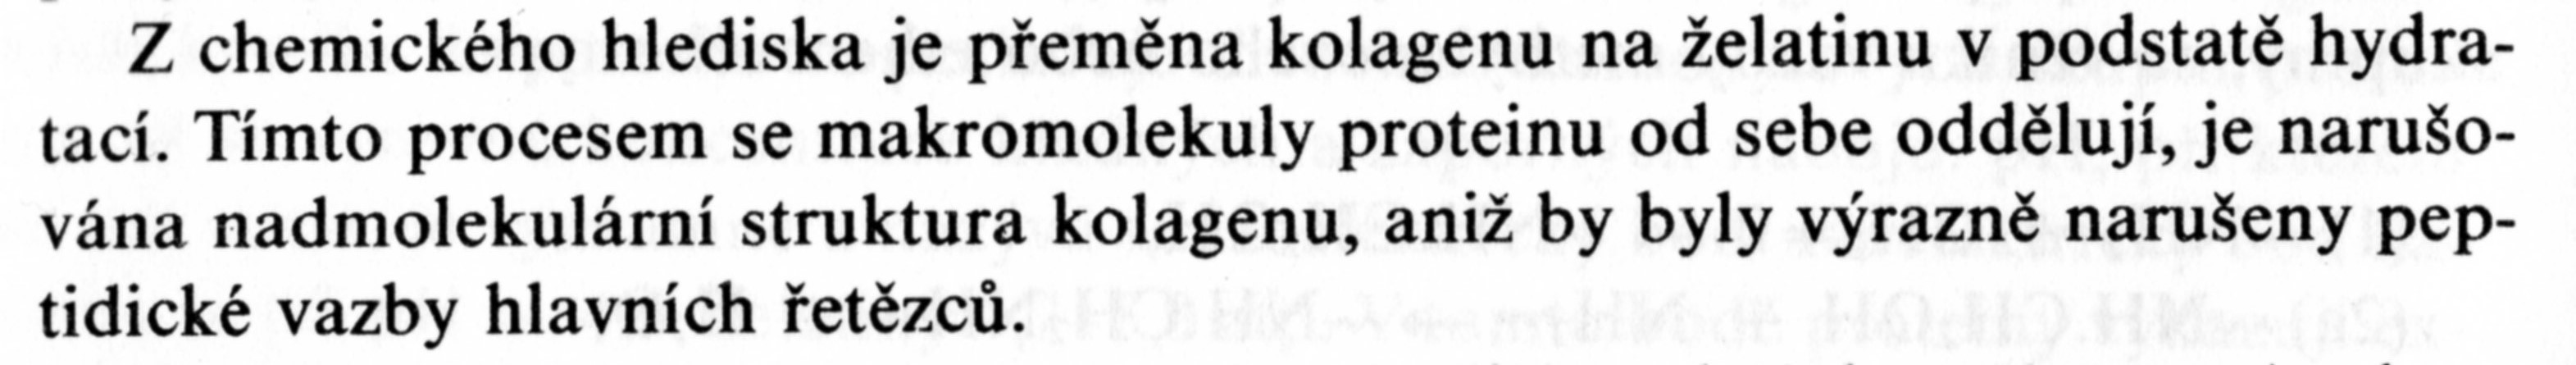 Z chemického hlediska je přeměna kolagenu na želatinu v podstatě hydra-
tací. Tímto procesem se makromolekuly proteinu od sebe oddělují, je narušo-
vána nadmolekulární struktura kolagenu, aniž by byly výrazně narušeny pep-
tidické vazby hlavních řetězců.